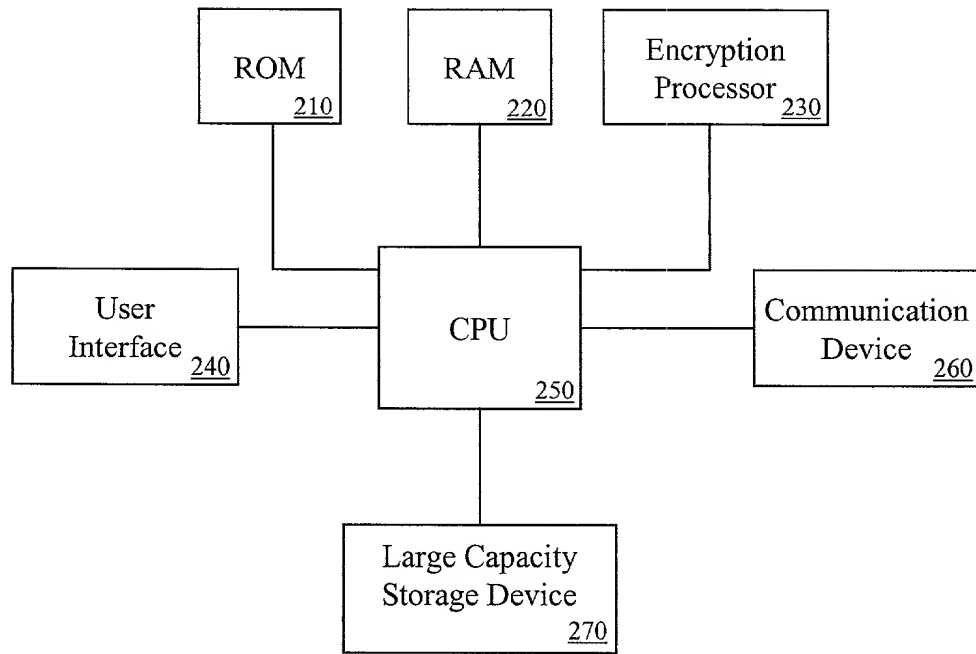 ROM
210
RAM
220
Encryption
Processor
230
User
Interface
240
CPU
250
Communication
Device
260
Large Capacity
Storage Device
270